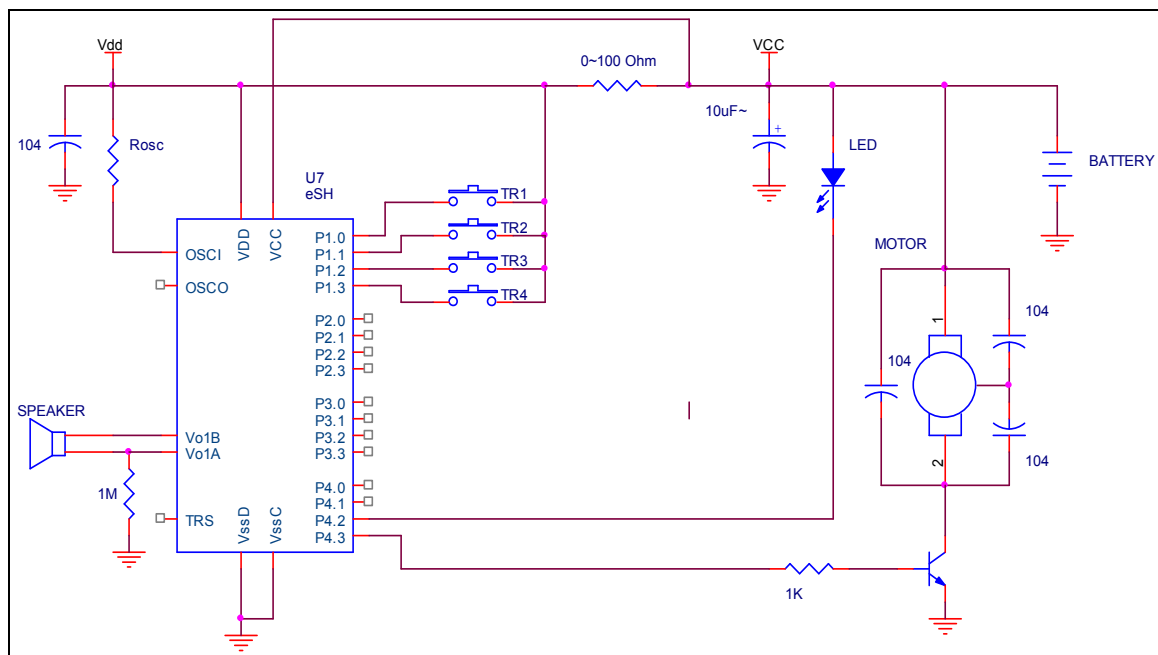 Vdd
VCC
0~100 Ohm
10uF~
+
104
Rosc
LED
BATTERY
U7
eSH
TR1
TR2
TR3
TR4
VDD
VCC
OSCI
OSCO
P1.0
P1.1
P1.2
P1.3
P2.0
P2.1
P2.2
P2.3
P3.0
P3.1
P3.2
P3.3
P4.0
P4.1
P4.2
P4.3
MOTOR
1
104
104
2
104
SPEAKER
Vo1B
Vo1A
1M
TRS
VssD
VssC
1K